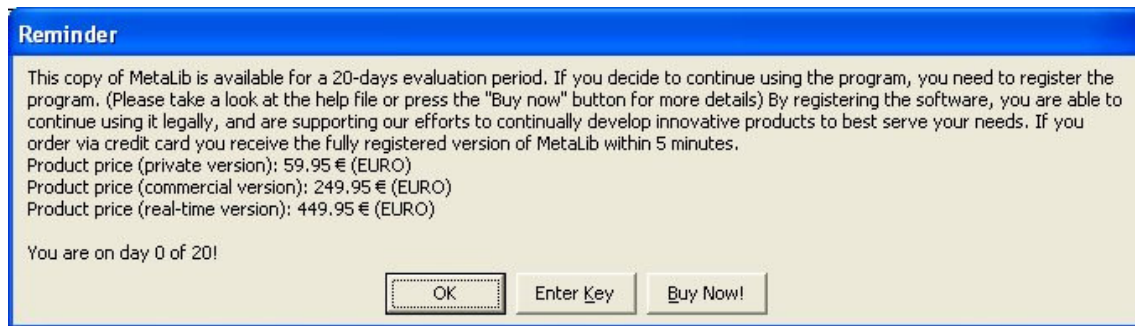 Reminder
This copy of MetaLib is available for a 20-days evaluation period. If you decide to continue using the program, you need to register the
program. (Please take a look at the help file or press the "Buy now" button for more details) By registering the software, you are able to
continue using it legally, and are supporting our efforts to continually develop innovative products to best serve your needs. If you
order via credit card you receive the fully registered version of MetaLib within 5 minutes.
Product price (private version): 59.95 € (EURO)
Product price (commercial version): 249.95 € (EURO)
Product price (real-time version): 449.95 € (EURO)
You are on day 0 of 20!
OK Enter Key Buy Now!